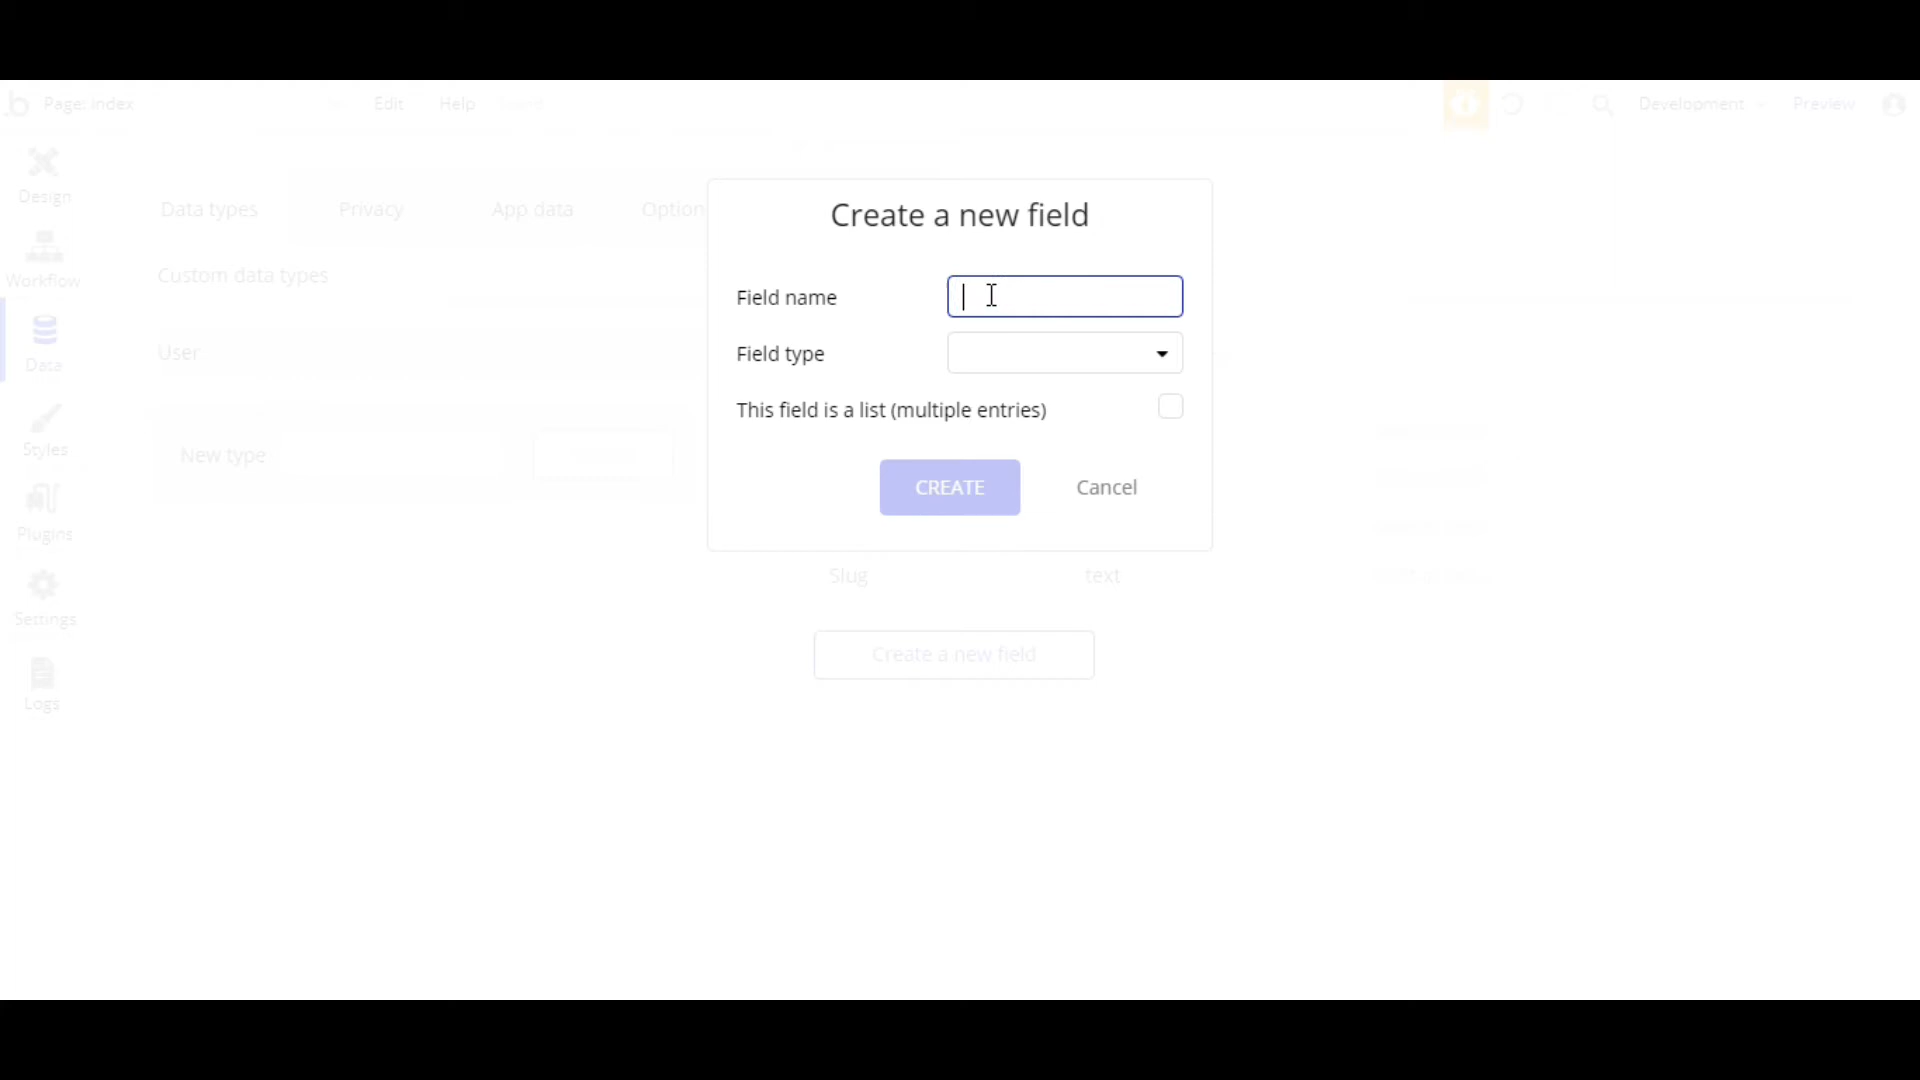 Page: index
Edit
Help
Development
Preview
Design
Workflow
Data
Styles
Plugins
Settings
Logs
Data types
Privacy
App data
Option
Custom data types
User
New type
Create a new field
Field name
Field type
This field is a list (multiple entries)
CREATE
Cancel
Slug
text
Create a new field